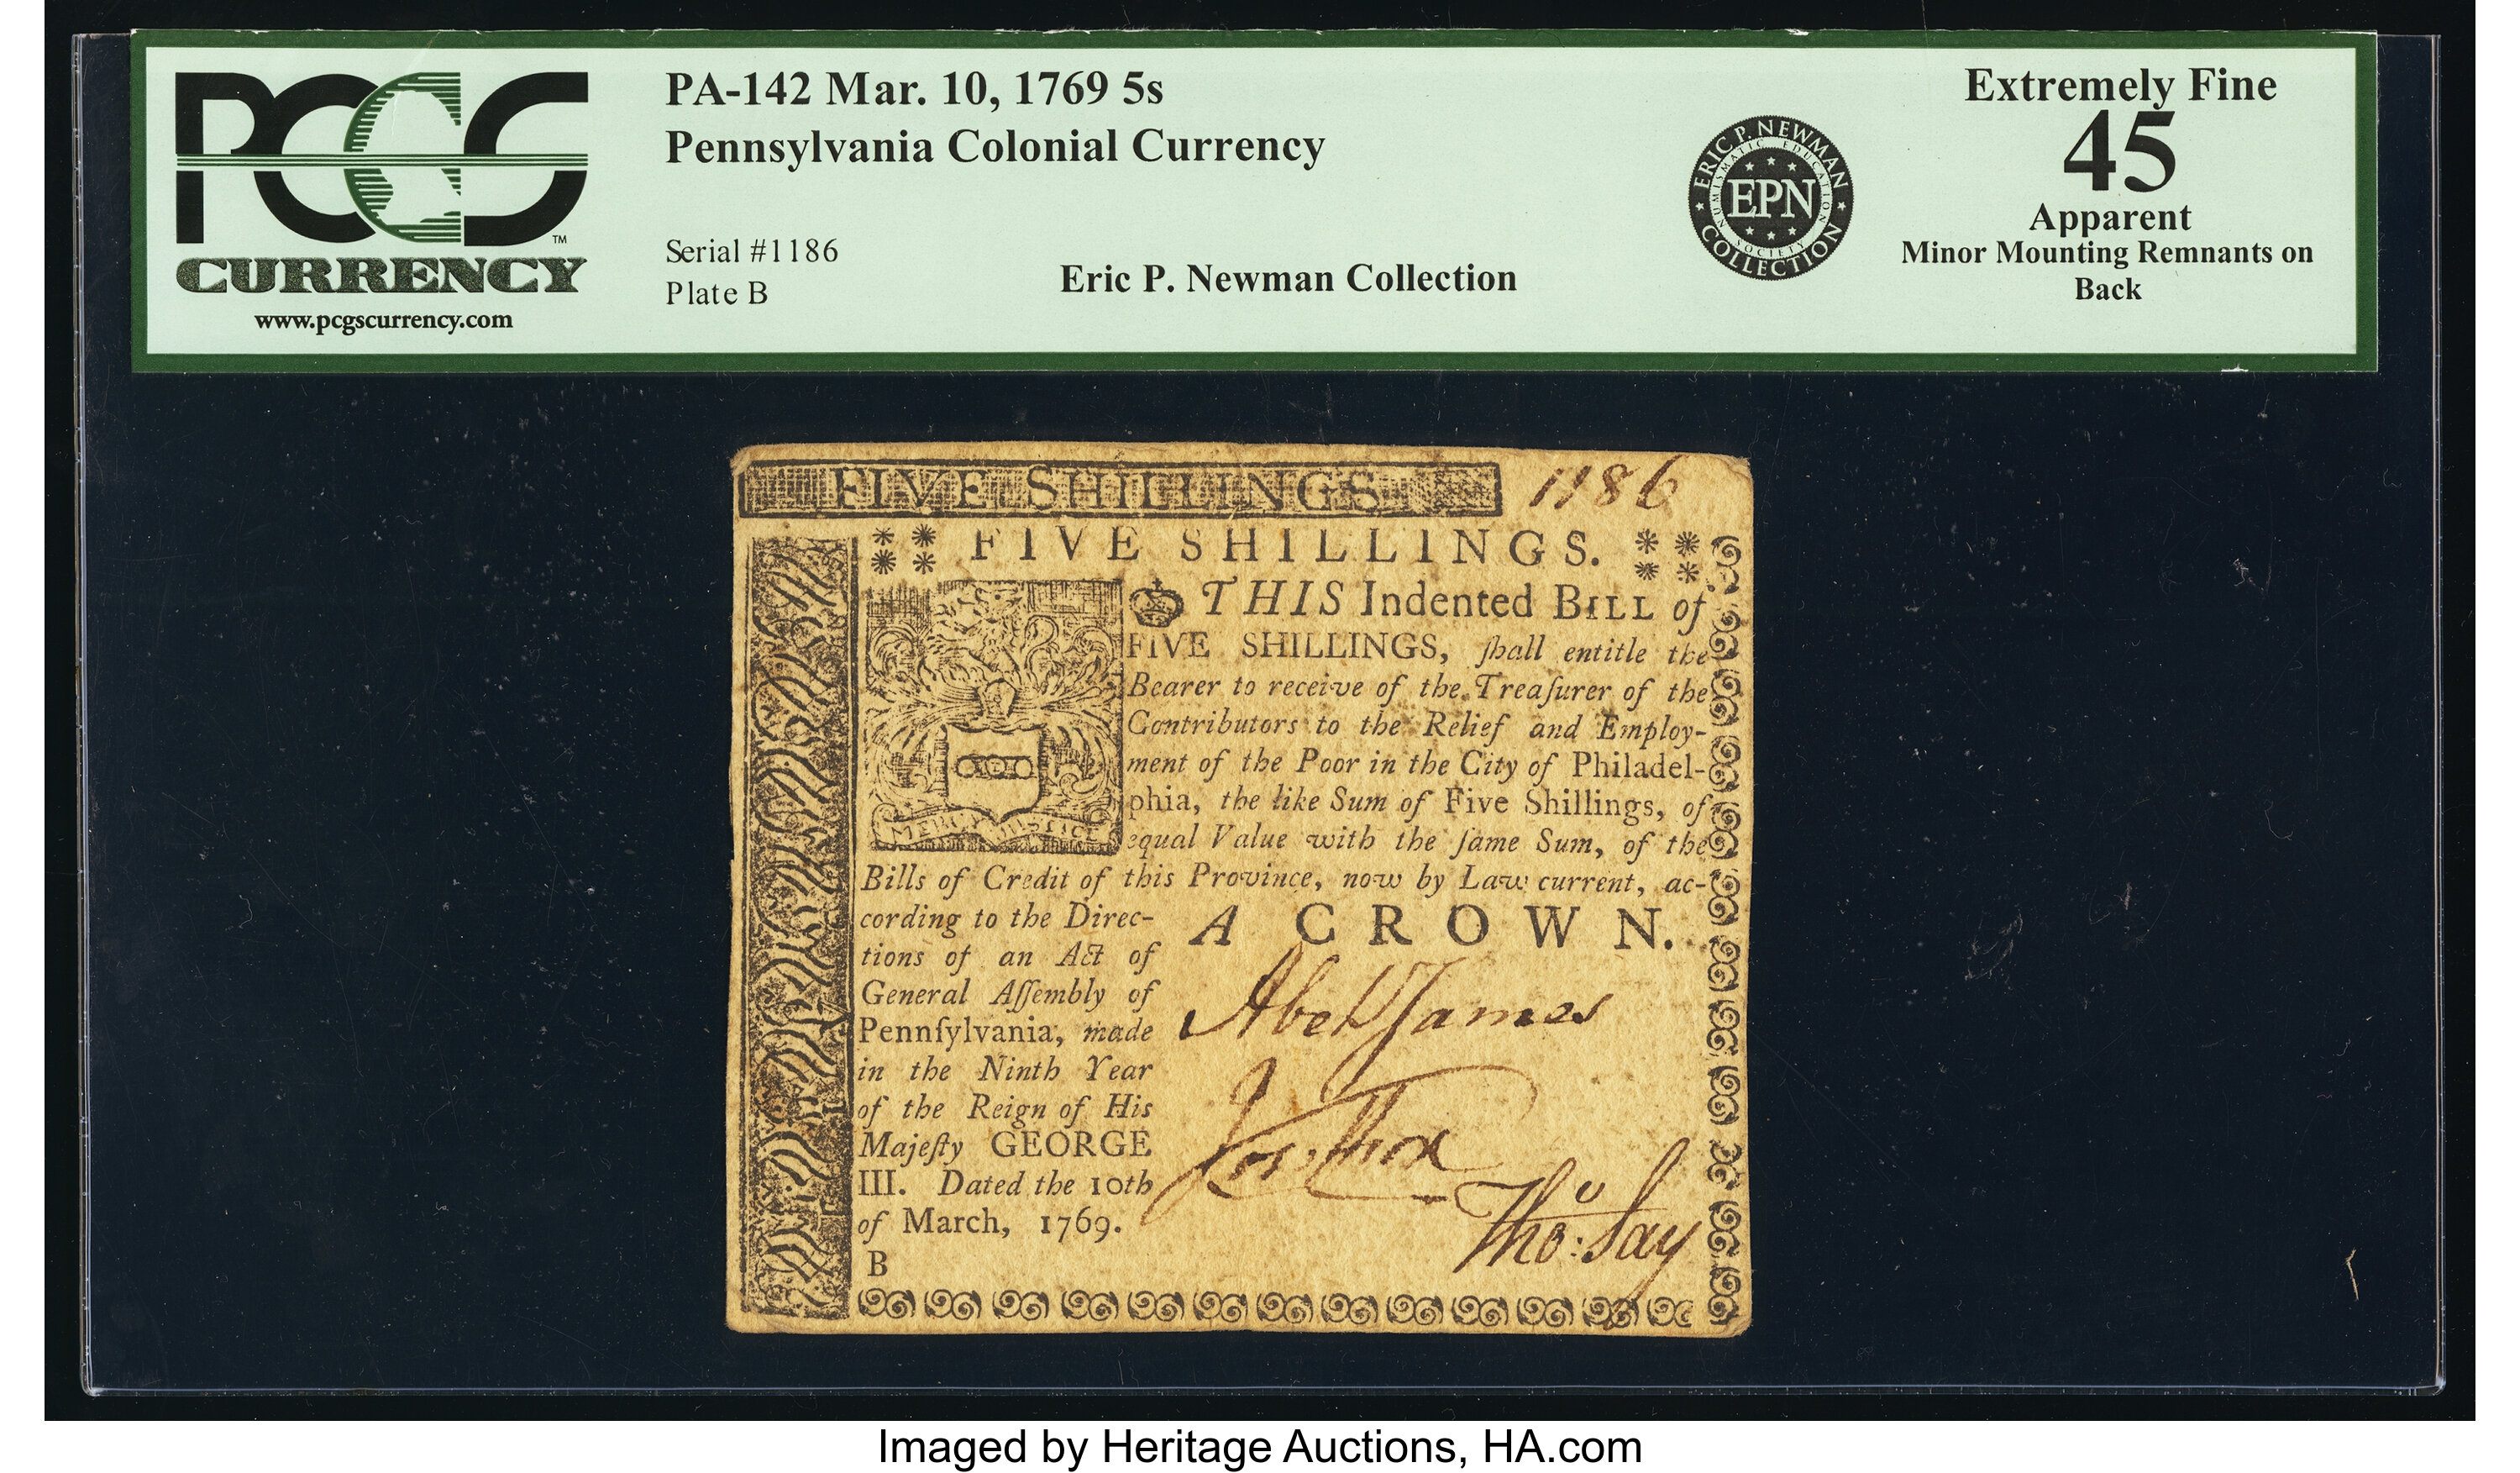 PCGS
CURRENCY
www.pcgscurrency.com
PA-142 Mar. 10, 1769 5s
Pennsylvania Colonial Currency
Serial #1186
Plate B
Eric P. Newman Collection
ERIC P. NEWMAN
NUMISMATIC EDUCATION
EPN
SOCIETY
COLLECTION
Extremely Fine
45
Apparent
Minor Mounting Remnants on
Back
FIVE SHILLINGS
1186
FIVE SHILLINGS.
THIS Indented BILL of
FIVE SHILLINGS, ſhall entitle the
Bearer to receive of the Treaſurer of the
Contributors to the Relief and Employ-
ment of the Poor in the City of Philadel-
phia, the like Sum of Five Shillings, of
equal Value with the ſame Sum, of the
MERCY JUSTICE
Bills of Credit of this Province, now by Law current, ac-
cording to the Direc-
tions of an Act of
General Aſſembly of
Pennſylvania, made
in the Ninth Year
of the Reign of His
Majeſty GEORGE
III. Dated the 10th
of March, 1769.
B
A CROWN.
Abel James
Jos. Fox
Tho: Say
Imaged by Heritage Auctions, HA.com